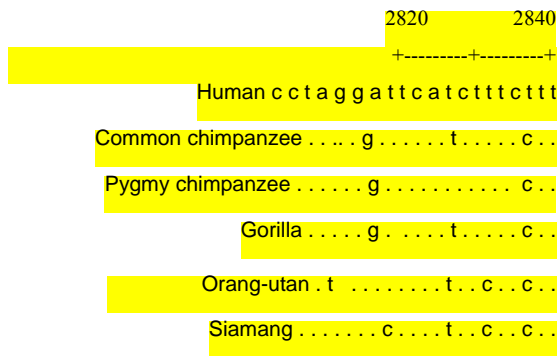 2820 2840
+---------+---------+
Human c c t a g g a t t c a t c t t t c t t t
Common chimpanzee . . .. . g . . . . . . t . . . . . c . .
Pygmy chimpanzee . . . . . . g . . . . . . . . . . . c . .
Gorilla . . . . . g . . . . . t . . . . . c . .
Orang-utan . t . . . . . . . . t . . c . . c . .
Siamang . . . . . . . c . . . . t . . c . . c . .